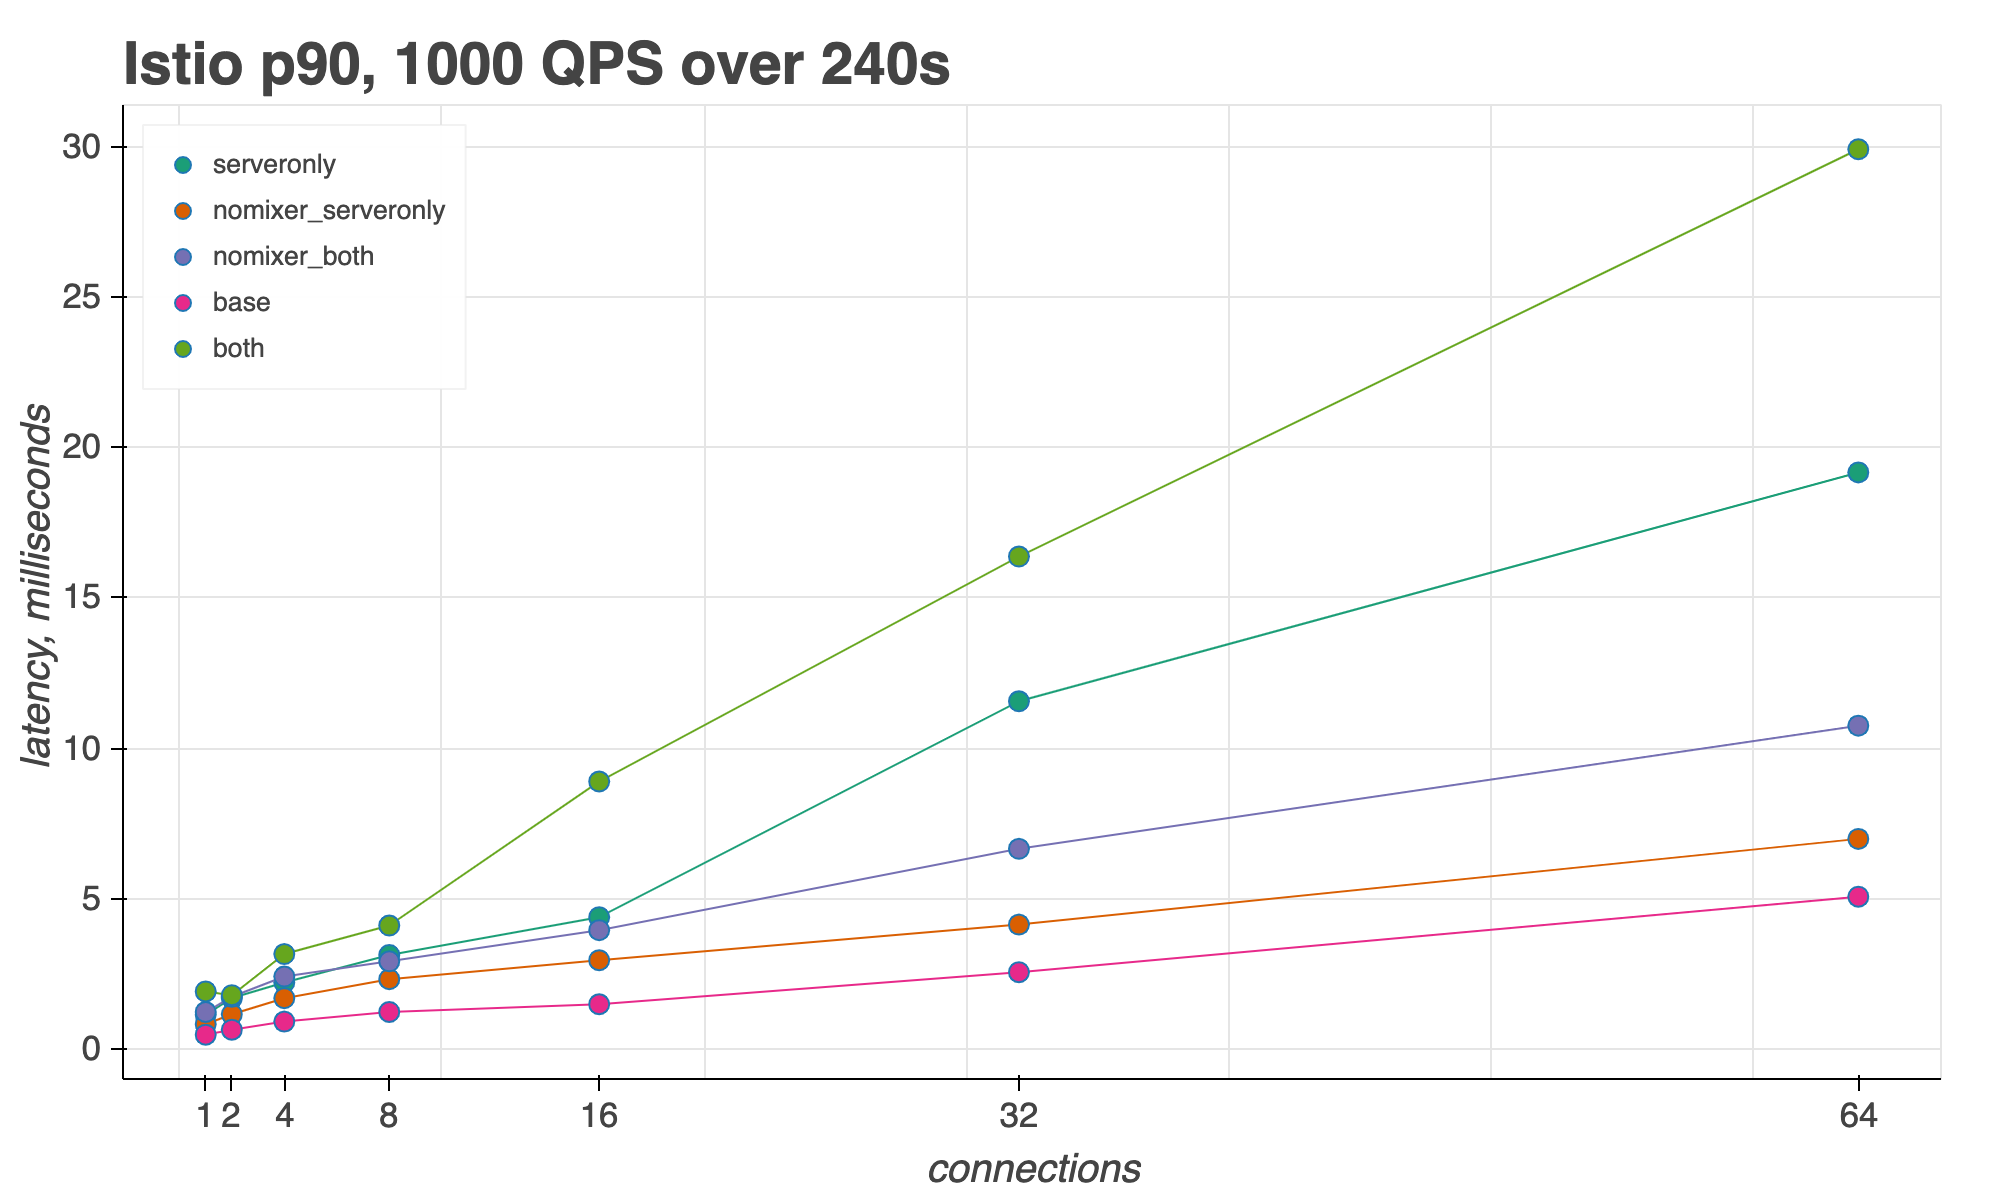 Istio p90, 1000 QPS over 240s
serveronly
nomixer_serveronly
nomixer_both
base
both
30
25
20
15
10
5
0
latency, milliseconds
1 2 4 8 16 32 64
connections